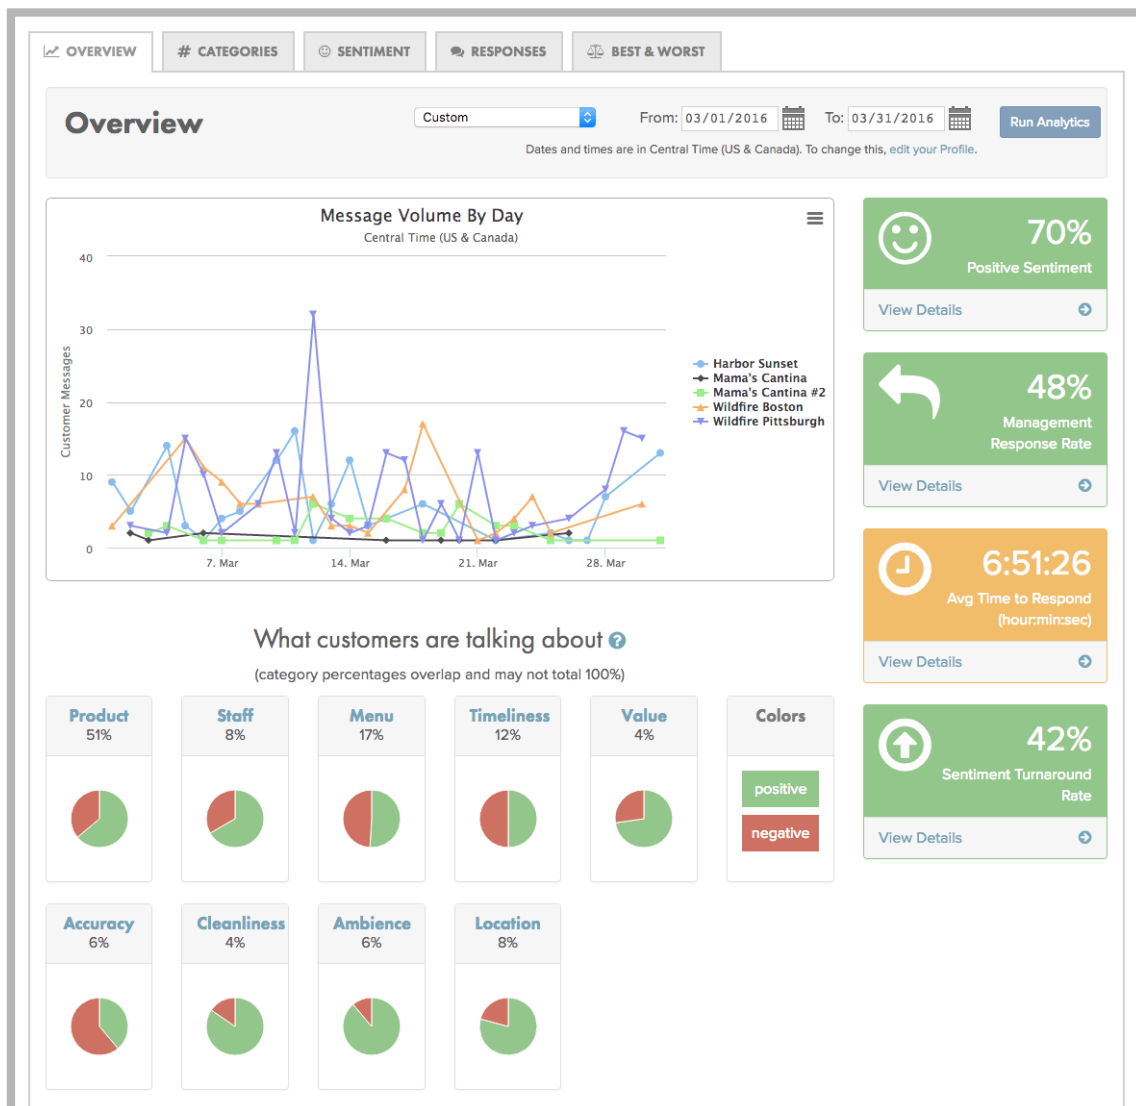 OVERVIEW
# CATEGORIES
SENTIMENT
RESPONSES
BEST & WORST
Overview
Custom
From: 03/01/2016
To: 03/31/2016
Run Analytics
Dates and times are in Central Time (US & Canada). To change this, edit your Profile.
Message Volume By Day
Central Time (US & Canada)
Customer Messages
40
30
20
10
0
7. Mar
14. Mar
21. Mar
28. Mar
Harbor Sunset
Mama's Cantina
Mama's Cantina #2
Wildfire Boston
Wildfire Pittsburgh
70%
Positive Sentiment
View Details
48%
Management
Response Rate
View Details
6:51:26
Avg Time to Respond
(hour:min:sec)
View Details
42%
Sentiment Turnaround
Rate
View Details
What customers are talking about ?
(category percentages overlap and may not total 100%)
Product
51%
Staff
8%
Menu
17%
Timeliness
12%
Value
4%
Colors
positive
negative
Accuracy
6%
Cleanliness
4%
Ambience
6%
Location
8%